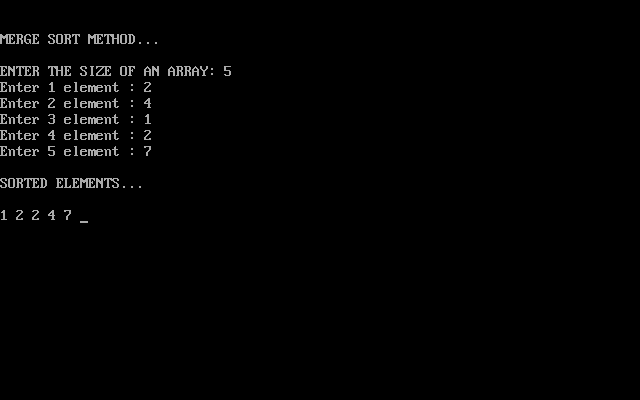 MERGE SORT METHOD...
ENTER THE SIZE OF AN ARRAY: 5
Enter 1 element : 2
Enter 2 element : 4
Enter 3 element : 1
Enter 4 element : 2
Enter 5 element : 7
SORTED ELEMENTS...
1 2 2 4 7 _